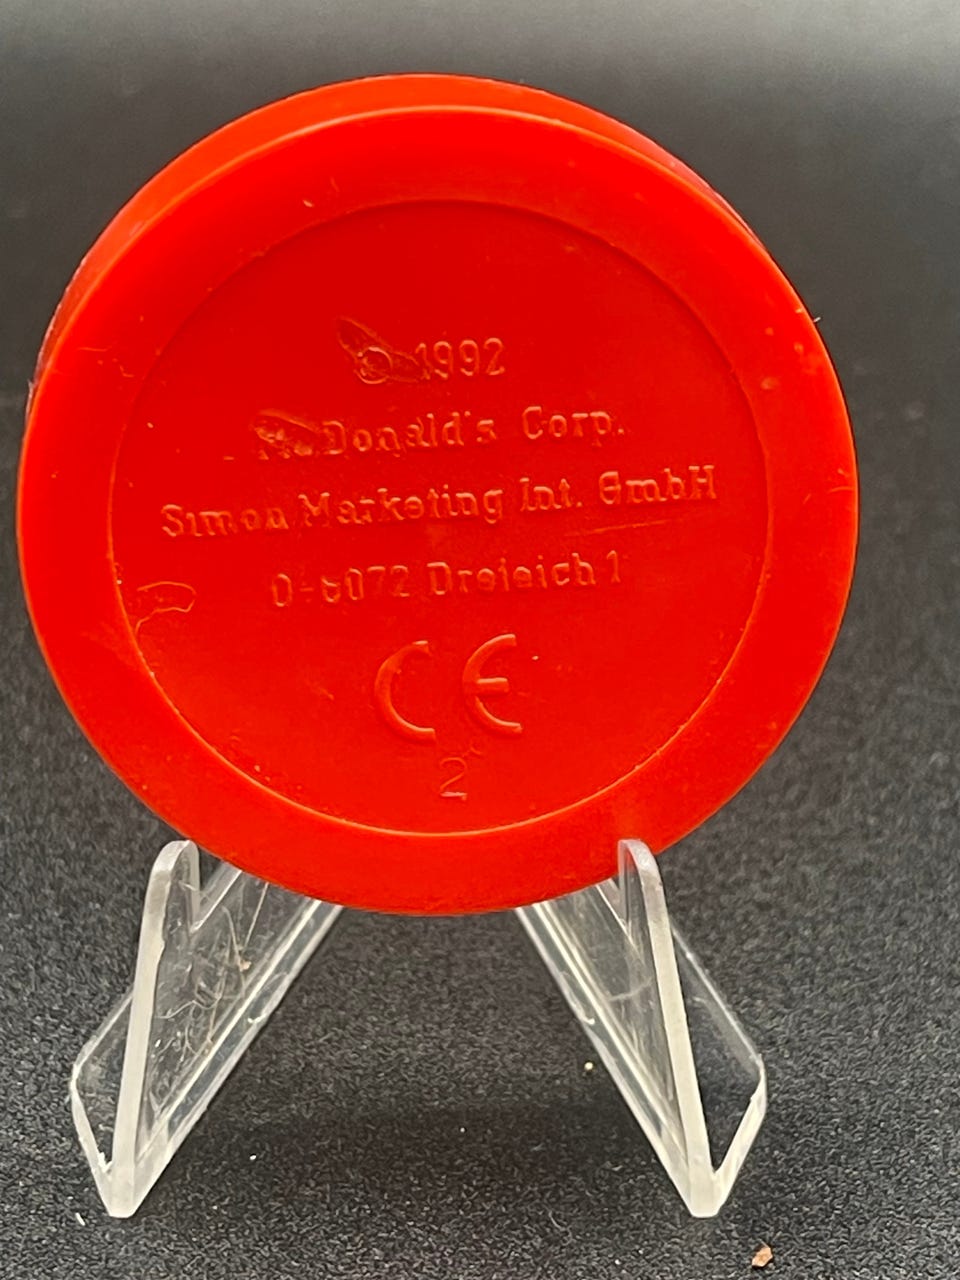 © 1992
McDonald's Corp.
Simon Marketing Int. GmbH
D-6072 Dreieich 1
CE
2